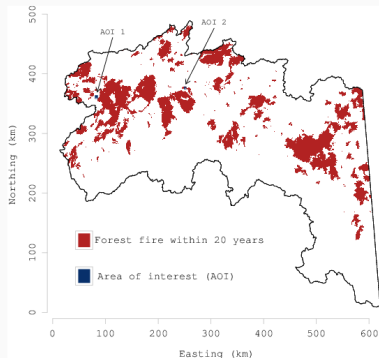 AOI 1
AOI 2
500
400
300
200
100
0
Northing (km)
Forest fire within 20 years
Area of interest (AOI)
0 100 200 300 400 500 600
Easting (km)